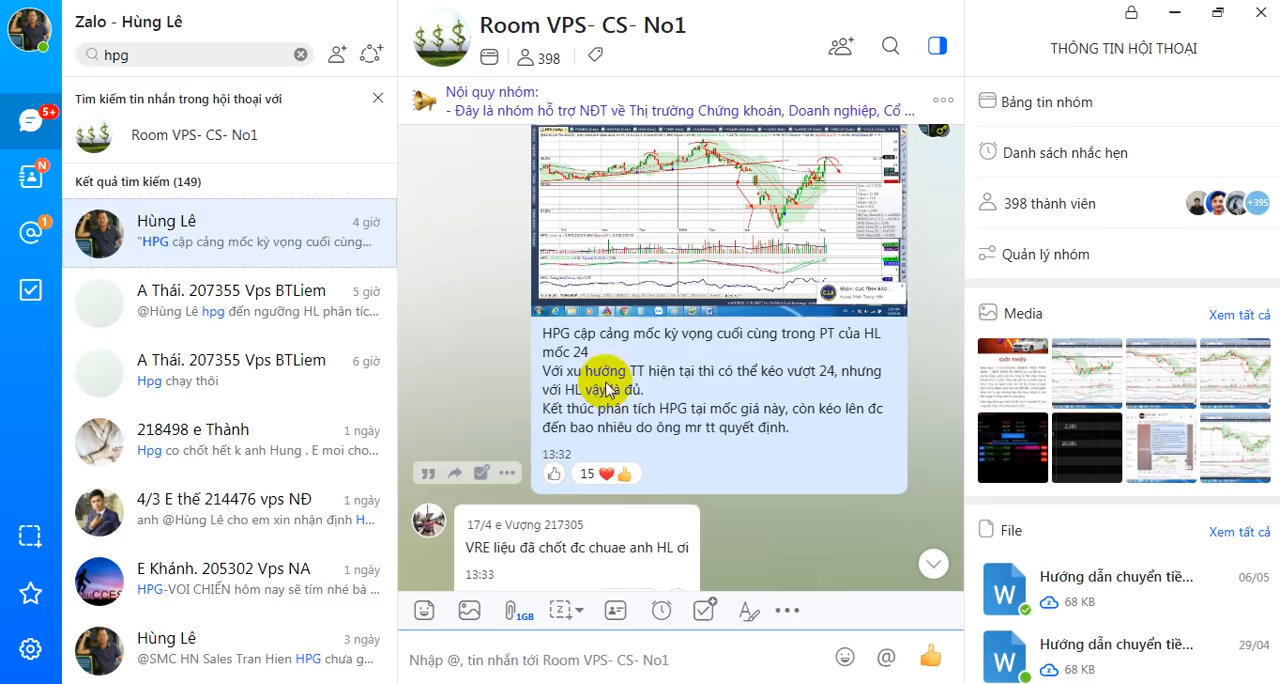 Zalo - Hùng Lê
hpg
5+
N
1
Tìm kiếm tin nhắn trong hội thoại với
Room VPS- CS- No1
Kết quả tìm kiếm (149)
Hùng Lê
4 giờ
"HPG cập cảng mốc kỳ vọng cuối cùng...
A Thái. 207355 Vps BTLiem
5 giờ
@Hùng Lê hpg đến ngưỡng HL phân tíc...
A Thái. 207355 Vps BTLiem
6 giờ
Hpg chạy thôi
218498 e Thành
1 ngày
Hpg co chốt hết k anh Hung . E moi cho...
4/3 E thế 214476 vps NĐ
1 ngày
anh @Hùng Lê cho em xin nhận định H...
E Khánh. 205302 Vps NA
1 ngày
HPG-VOI CHIẾN hôm nay sẽ tím nhé bà ...
Hùng Lê
3 ngày
@SMC HN Sales Tran Hien HPG chưa g...
Room VPS- CS- No1
398
Nội quy nhóm:
- Đây là nhóm hỗ trợ NĐT về Thị trường Chứng khoán, Doanh nghiệp, Cổ ...
HPG cập cảng mốc kỳ vọng cuối cùng trong PT của HL
mốc 24
Với xu hướng TT hiện tại thì có thể kéo vượt 24, nhưng
với HL vậy là đủ.
Kết thúc phân tích HPG tại mốc giá này, còn kéo lên đc
đến bao nhiêu do ông mr tt quyết định.
13:32
15
17/4 e Vượng 217305
VRE liệu đã chốt đc chuae anh HL ơi
13:33
1GB
Nhập @, tin nhắn tới Room VPS- CS- No1
THÔNG TIN HỘI THOẠI
Bảng tin nhóm
Danh sách nhắc hẹn
398 thành viên
+395
Quản lý nhóm
Media
Xem tất cả
File
Xem tất cả
W
Hướng dẫn chuyển tiề...
06/05
68 KB
W
Hướng dẫn chuyển tiề...
29/04
68 KB